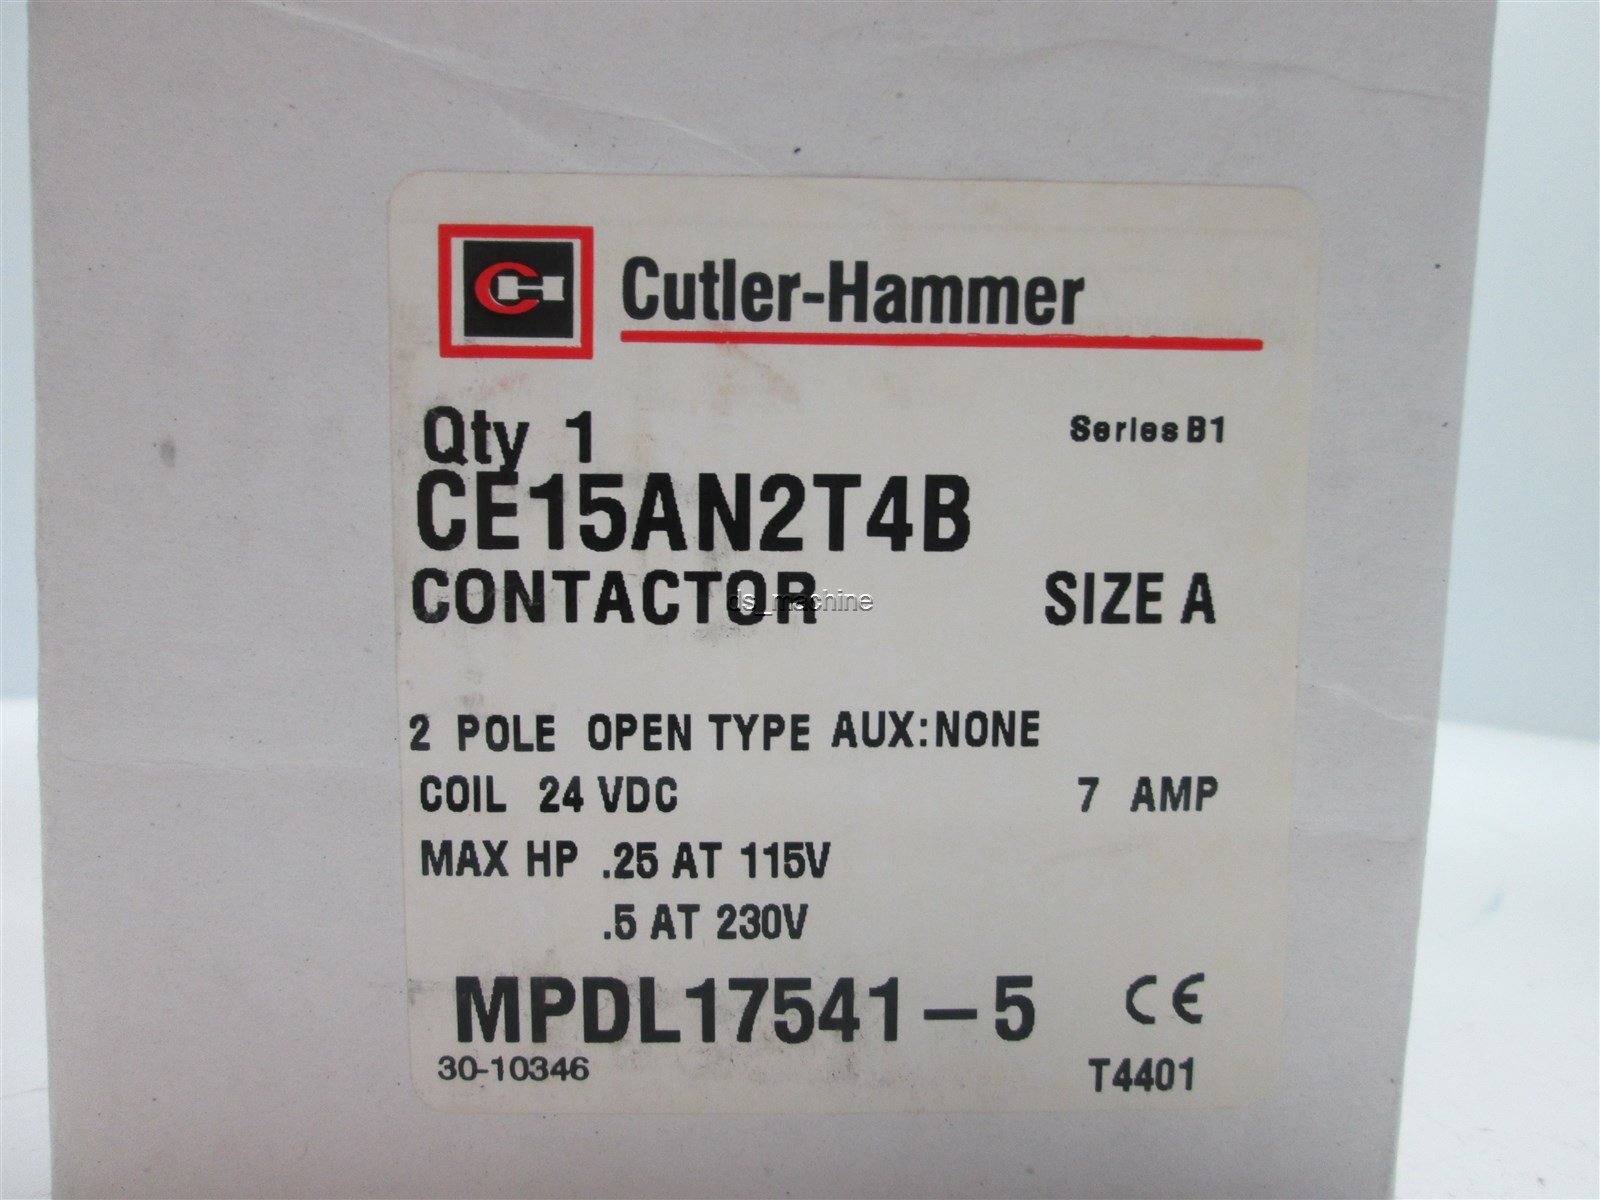 CH Cutler-Hammer
Qty 1 Series B1
CE15AN2T4B
CONTACTOR SIZE A
ds_machine
2 POLE OPEN TYPE AUX:NONE
COIL 24 VDC 7 AMP
MAX HP .25 AT 115V
.5 AT 230V
MPDL17541-5 CE
30-10346 T4401